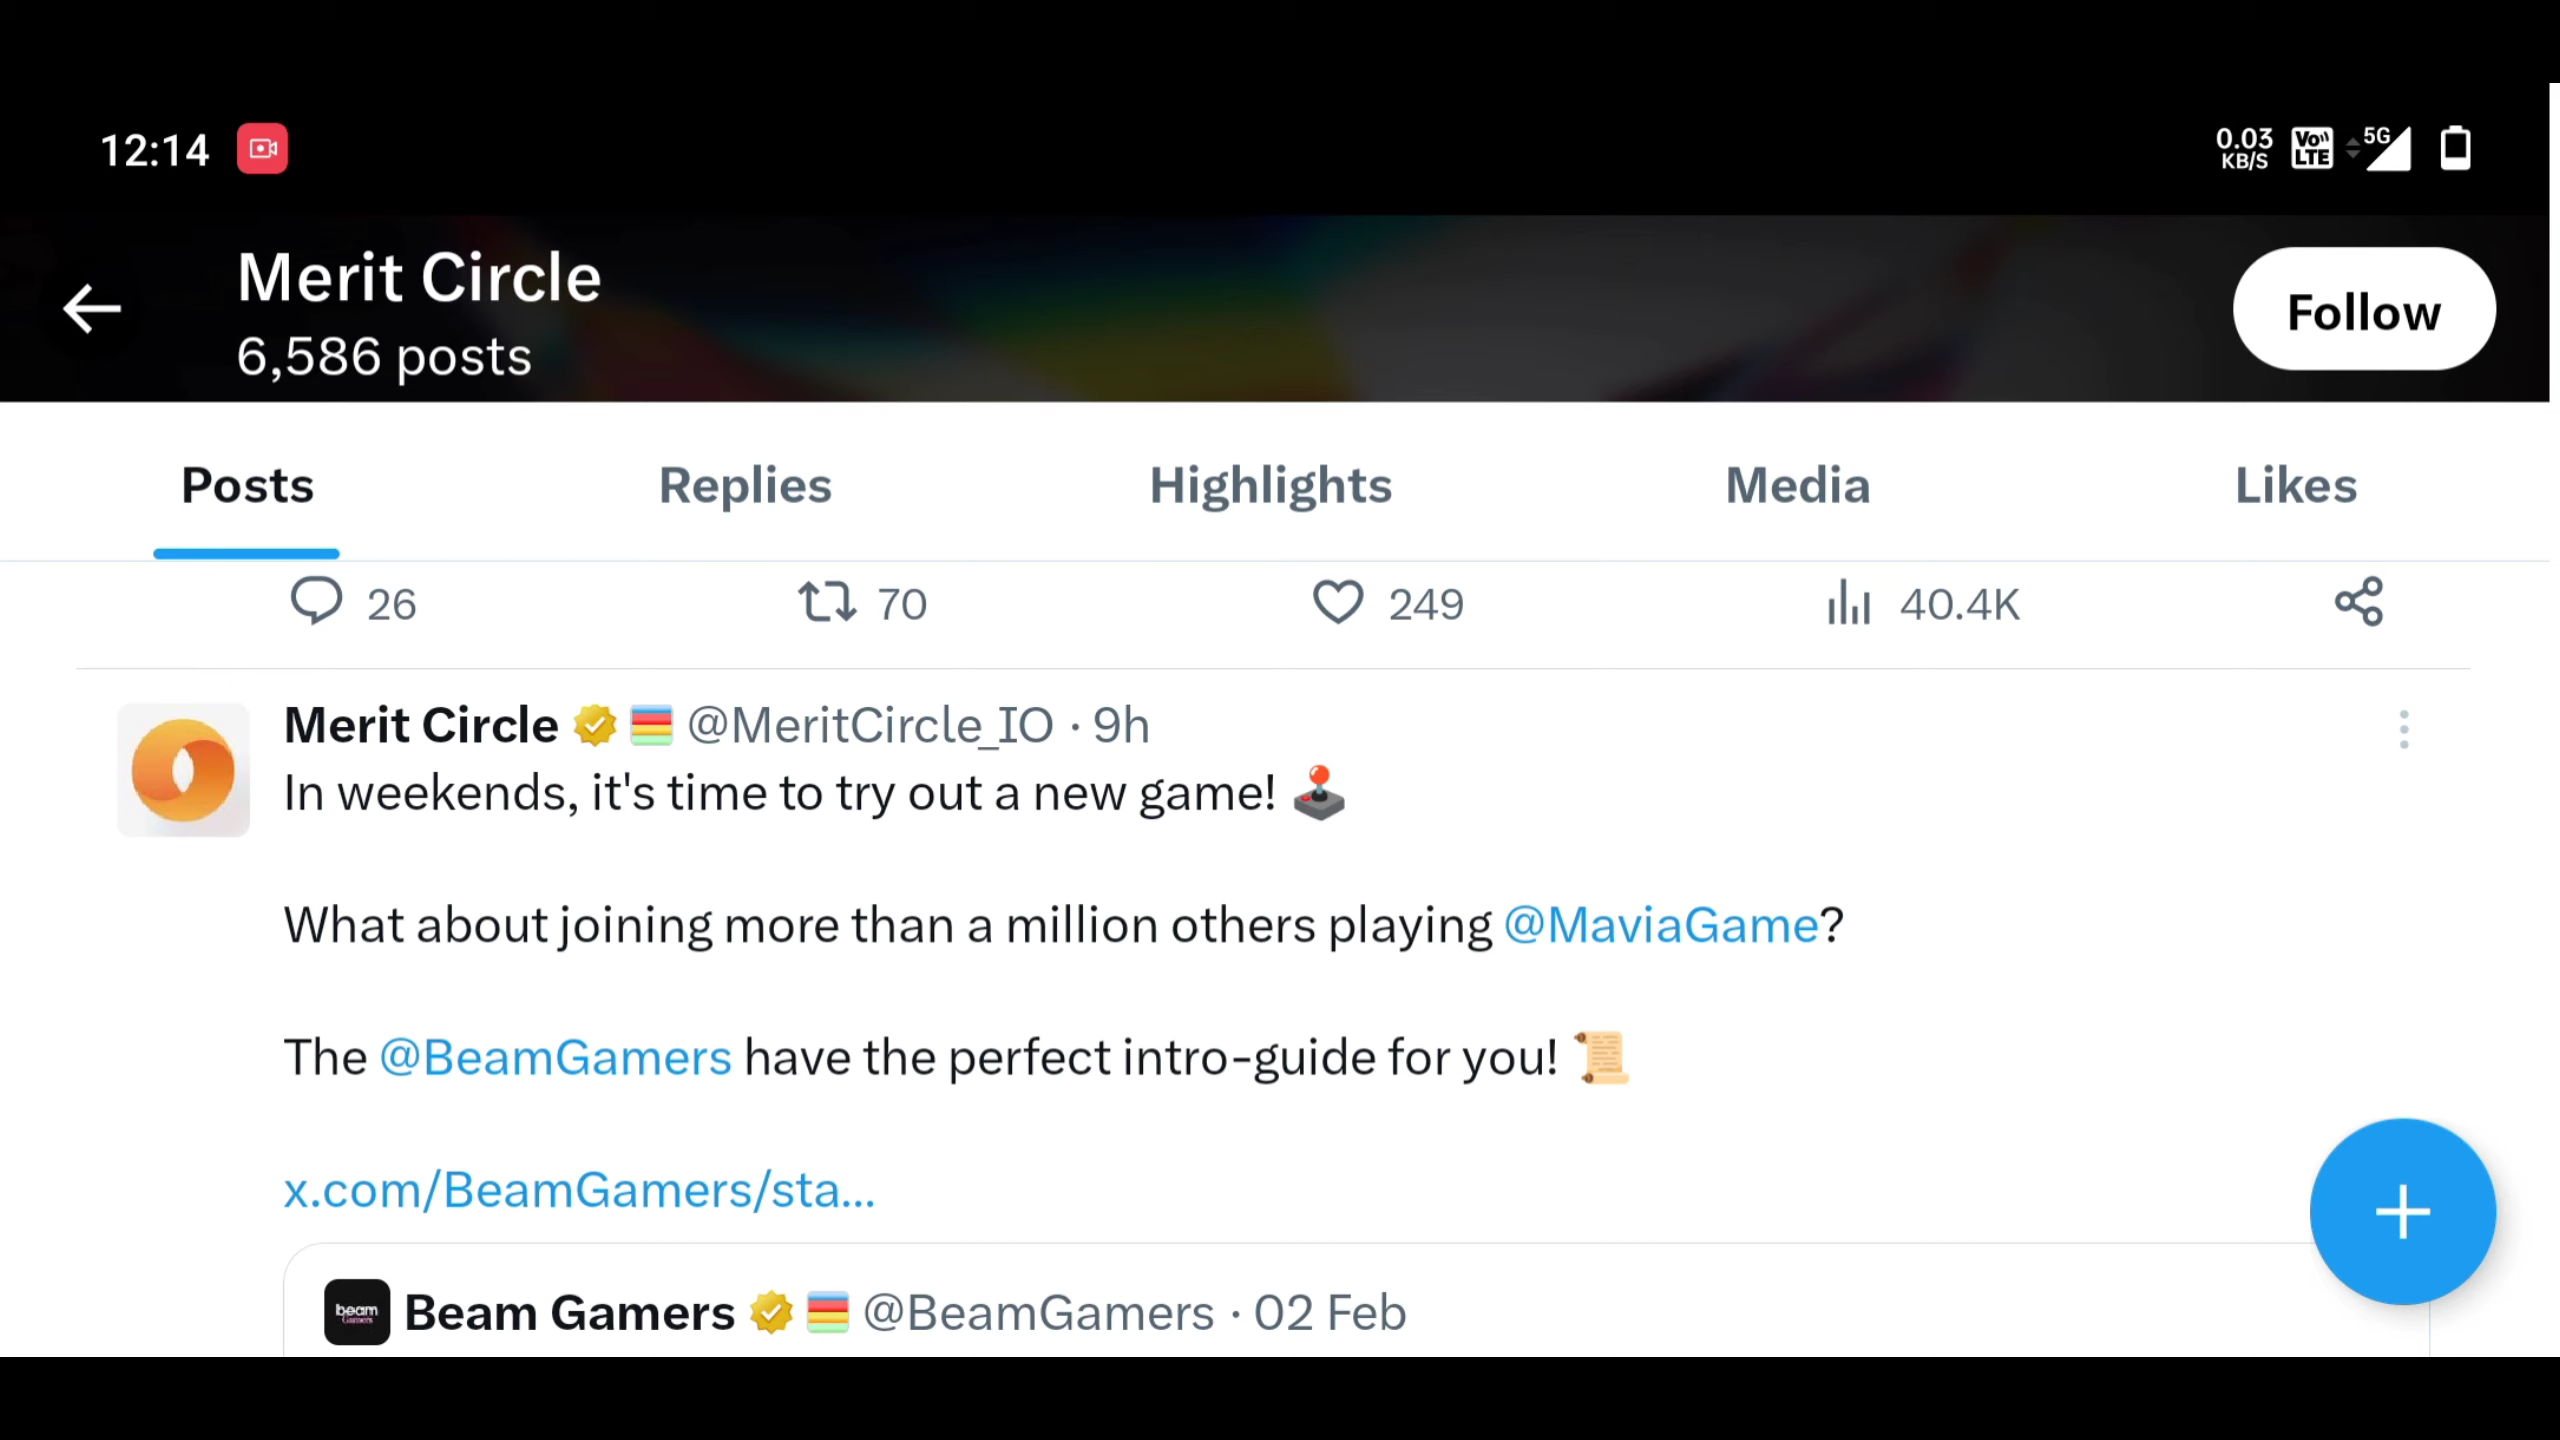 12:14
0.03 KB/S VoLTE 5G
Merit Circle
6,586 posts
Follow
Posts Replies Highlights Media Likes
26 70 249 40.4K
Merit Circle @MeritCircle_IO · 9h
In weekends, it's time to try out a new game! 🕹️
What about joining more than a million others playing @MaviaGame?
The @BeamGamers have the perfect intro-guide for you! 📜
x.com/BeamGamers/sta...
beam Gamers
Beam Gamers @BeamGamers · 02 Feb